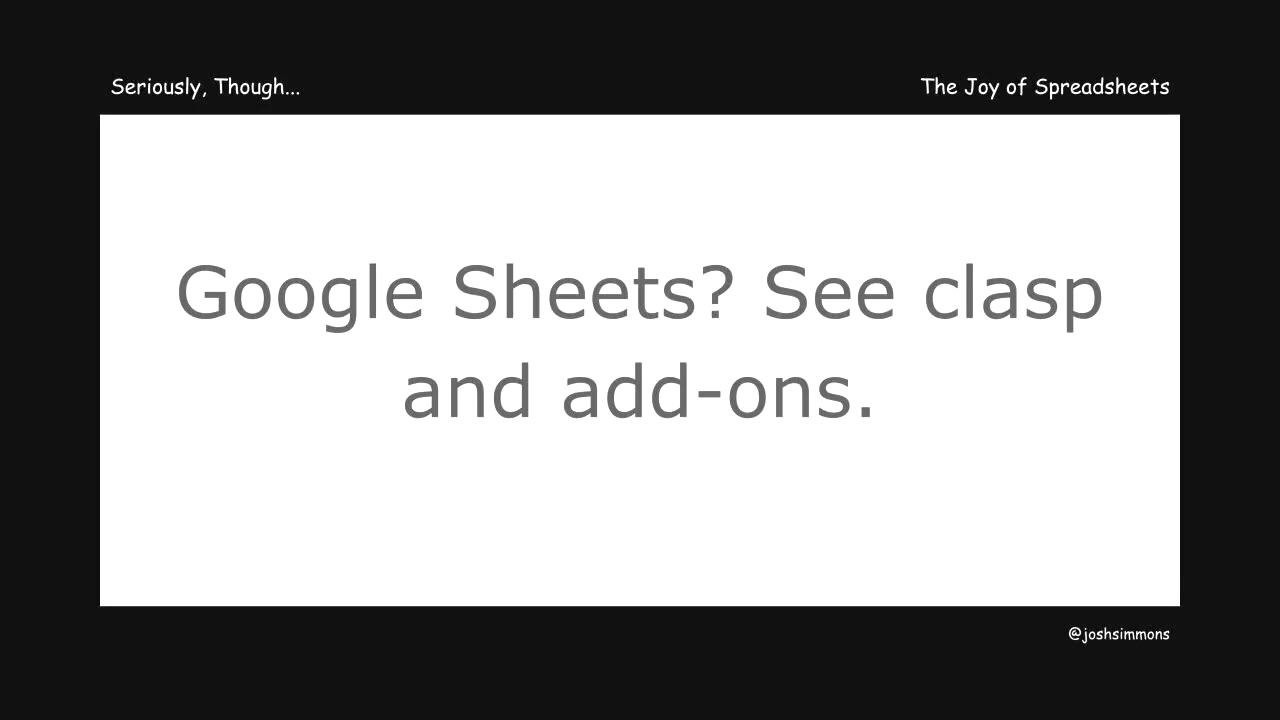 Seriously, Though...
The Joy of Spreadsheets
Google Sheets? See clasp
and add-ons.
@joshsimmons